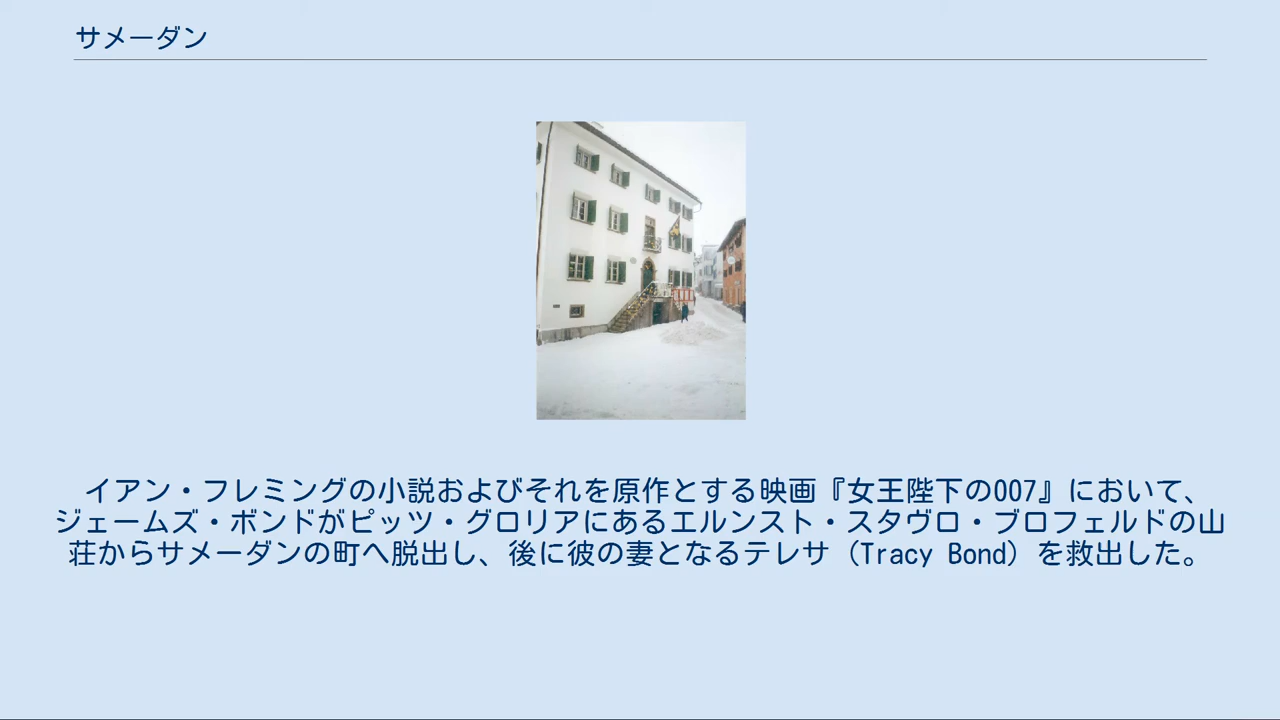 サメーダン
イアン・フレミングの小説およびそれを原作とする映画『女王陛下の007』において、
ジェームズ・ボンドがピッツ・グロリアにあるエルンスト・スタヴロ・ブロフェルドの山
荘からサメーダンの町へ脱出し、後に彼の妻となるテレサ（Tracy Bond）を救出した。